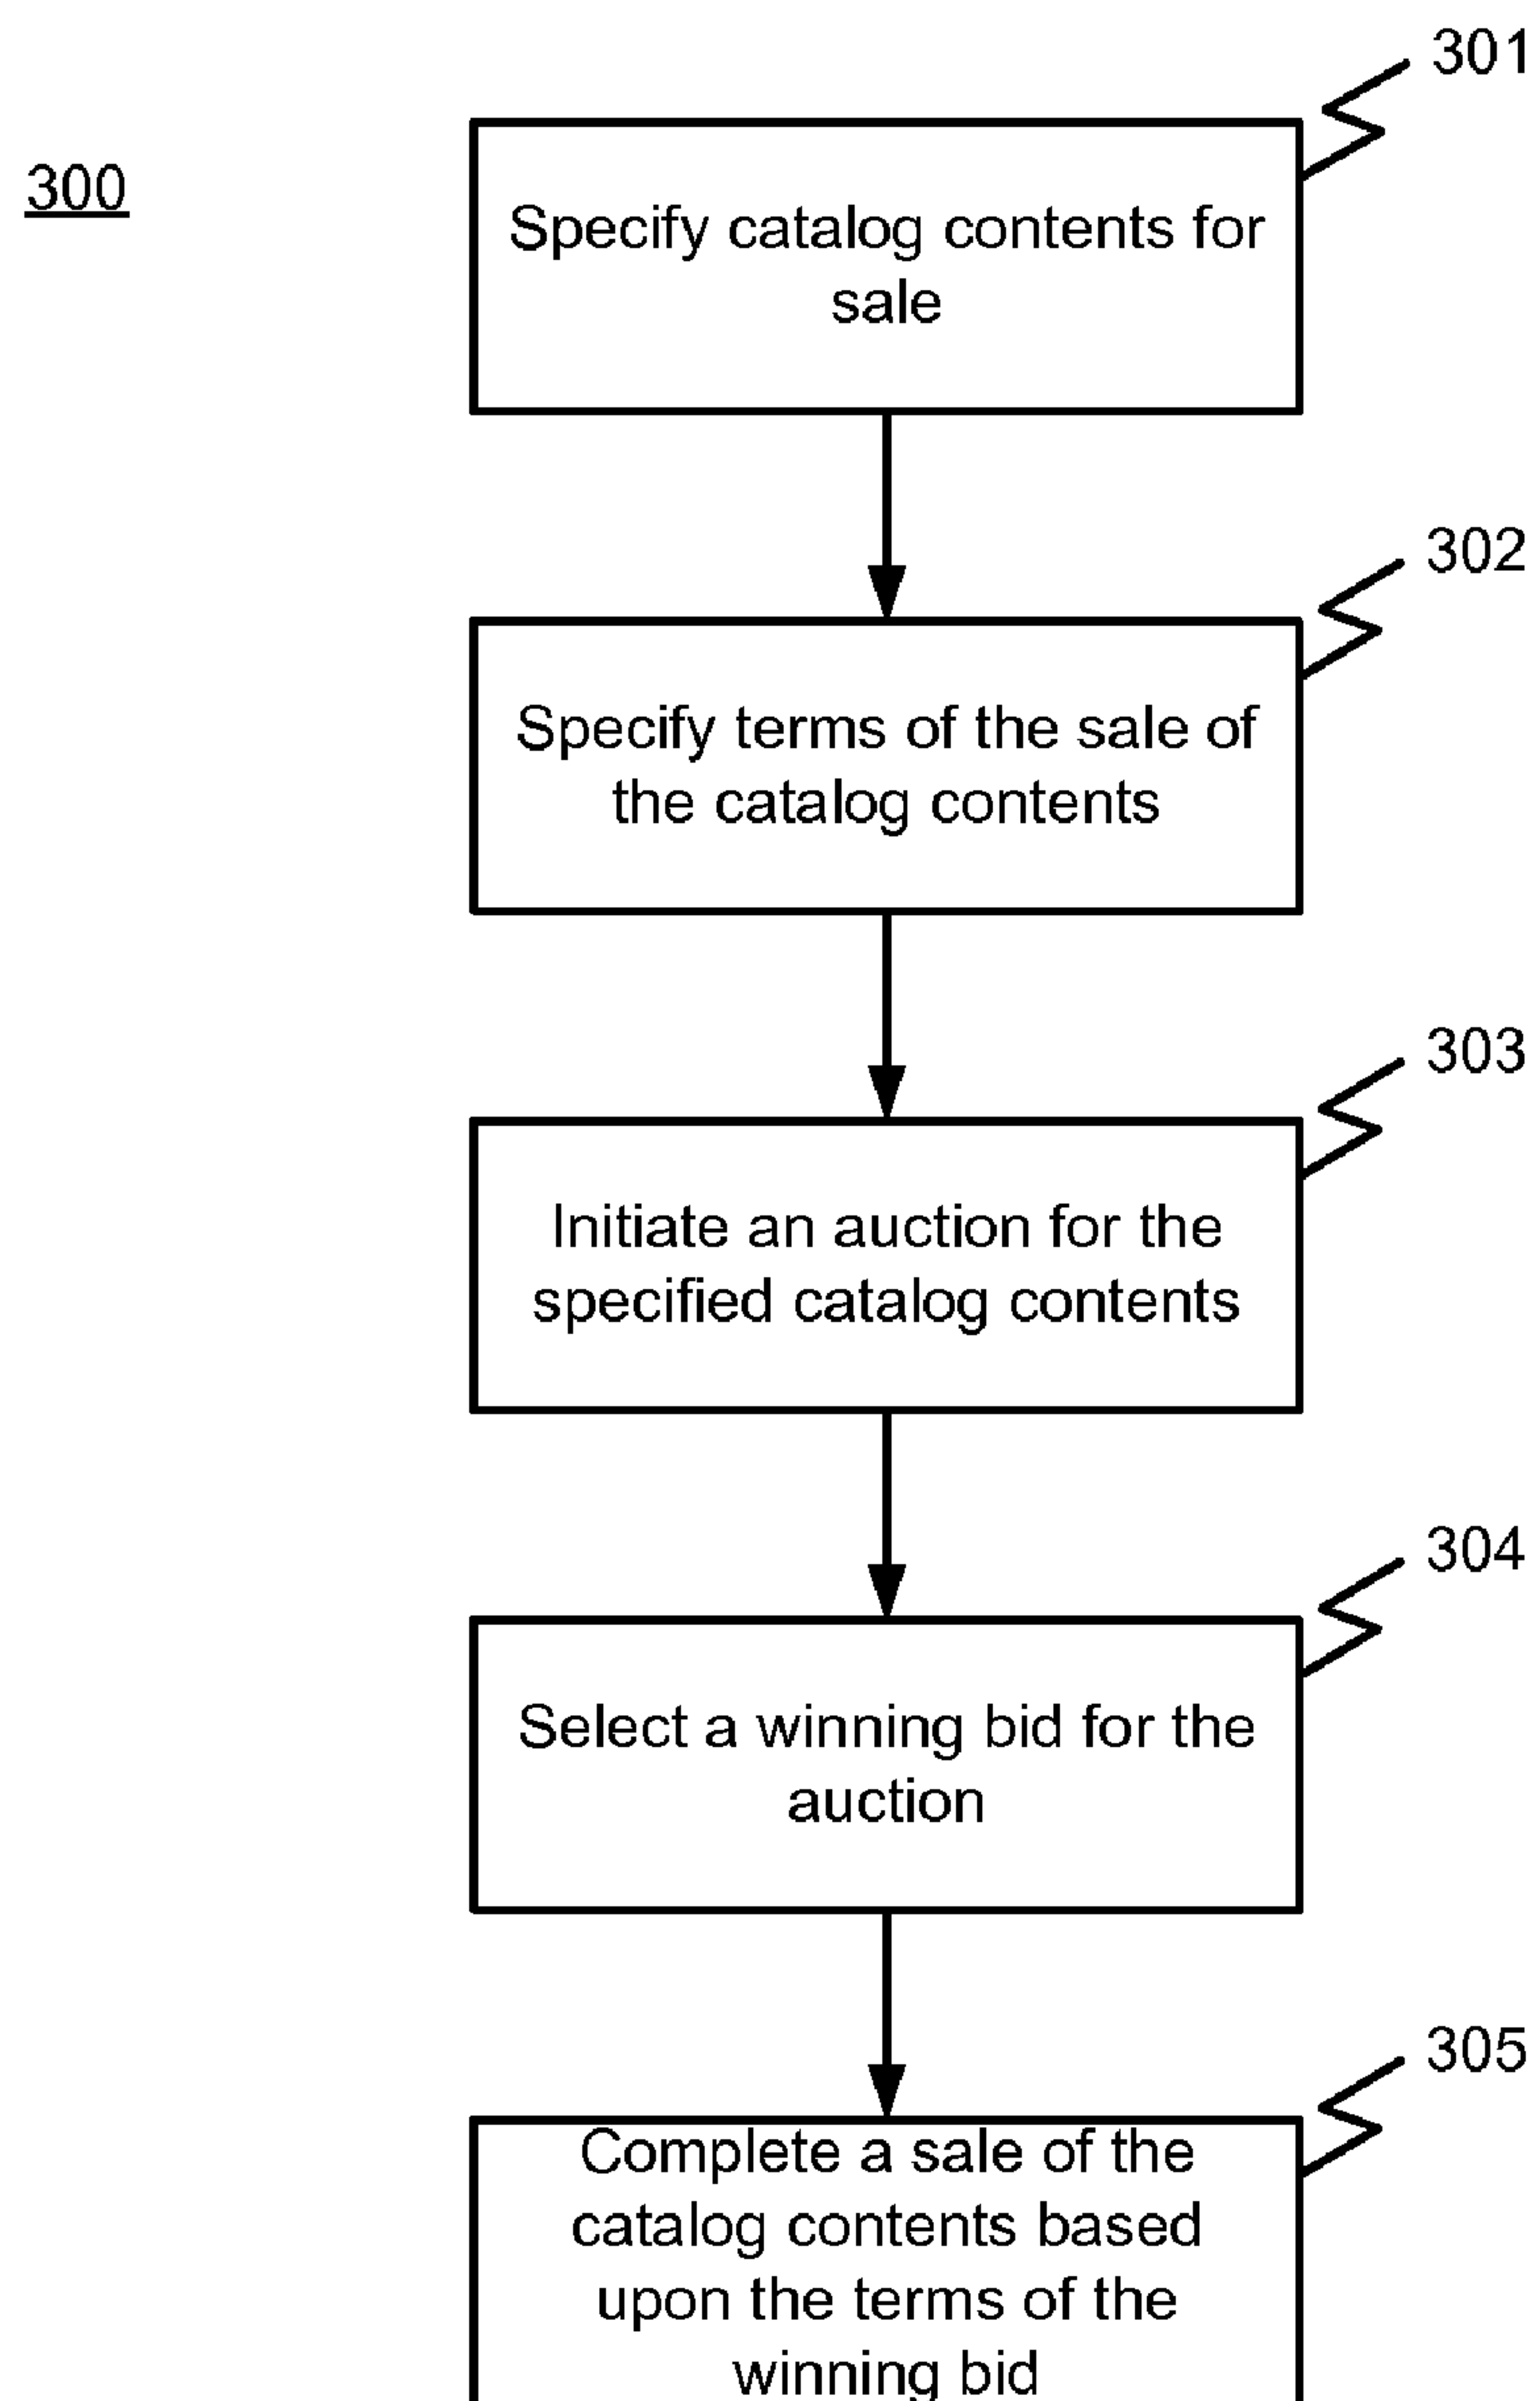 301
300
Specify catalog contents for
sale
302
Specify terms of the sale of
the catalog contents
303
Initiate an auction for the
specified catalog contents
304
Select a winning bid for the
auction
305
Complete a sale of the
catalog contents based
upon the terms of the
winning bid